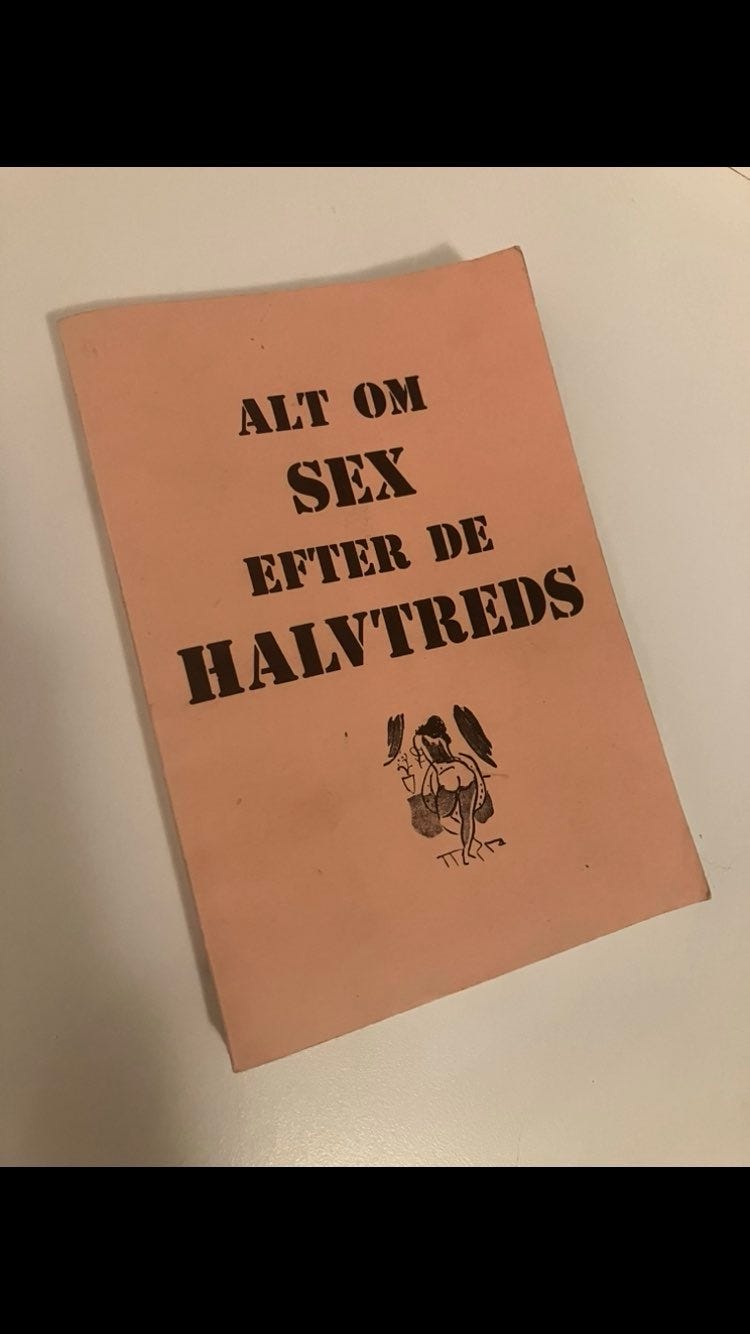 ALT OM
SEX
EFTER DE
HALVTREDS